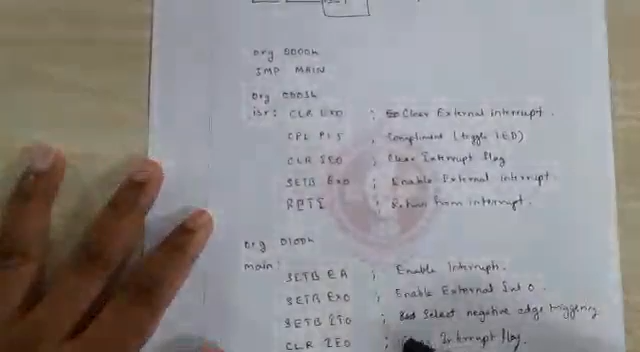 org 0000h
JMP MAIN
org 0003h
isr: CLR EX0 ; Clear External interrupt.
CPL P1.5 ; Compliment (toggle LED)
CLR IE0 ; Clear Interrupt flag
SETB EX0 ; Enable External interrupt
RETI ; Return from interrupt.
org 0100h
main:
SETB EA ; Enable Interrupt.
SETB EX0 ; Enable External Int 0.
SETB IT0 ; Select negative edge triggering
CLR IE0 ; Interrupt flag.